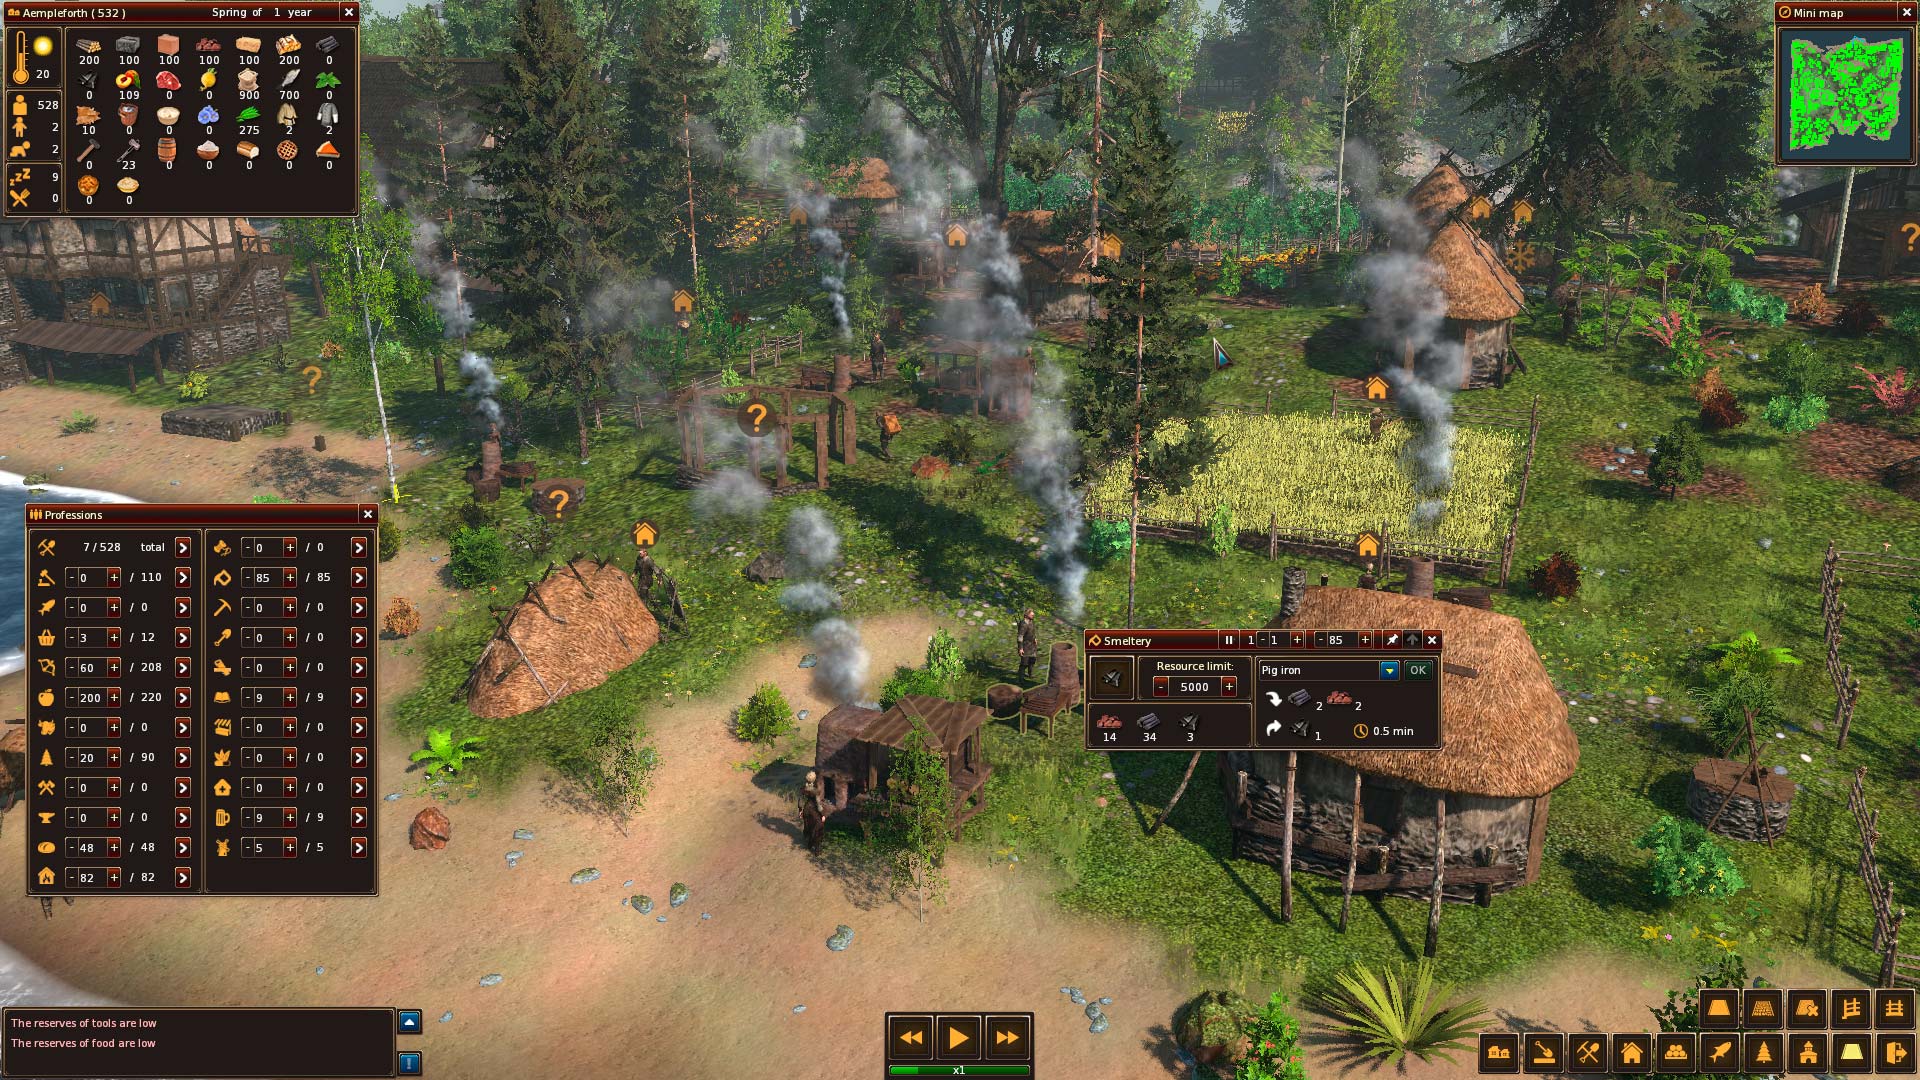 Aempleforth ( 532 ) Spring of 1 year
20
200 100 100 100 100 200 0
0 109 0 0 900 700 0
10 0 0 0 275 2 2
0 23 0 0 0 0 0
0 0
528
2
2
9
0
Mini map
?
?
?
?
Professions
7 / 528 total
- 0 + / 0
- 0 + / 110
- 85 + / 85
- 0 + / 0
- 0 + / 0
- 3 + / 12
- 0 + / 0
- 60 + / 208
- 0 + / 0
- 200 + / 220
- 9 + / 9
- 0 + / 0
- 0 + / 0
- 20 + / 90
- 0 + / 0
- 0 + / 0
- 0 + / 0
- 0 + / 0
- 9 + / 9
- 48 + / 48
- 5 + / 5
- 82 + / 82
Smeltery 1 - 1 + - 85 +
Resource limit:
- 5000 +
Pig iron OK
2 2
1 0.5 min
14 34 3
The reserves of tools are low
The reserves of food are low
x1